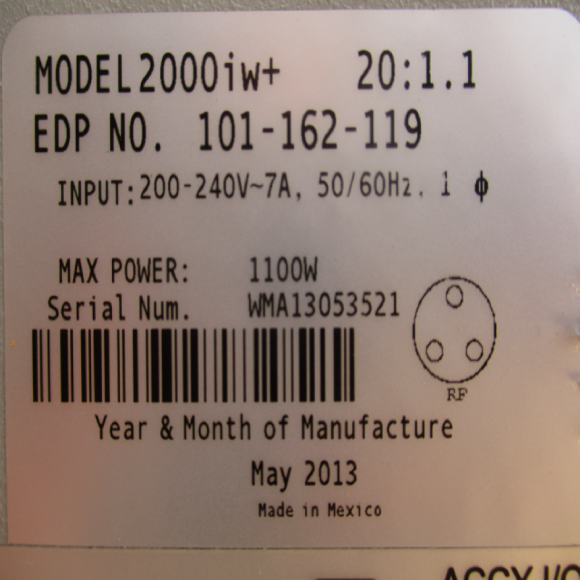 MODEL2000iw+ 20:1.1
EDP NO. 101-162-119
INPUT:200-240V~7A, 50/60Hz, 1 ϕ
MAX POWER: 1100W
Serial Num. WMA13053521
RF
Year & Month of Manufacture
May 2013
Made in Mexico
ACCY I/O